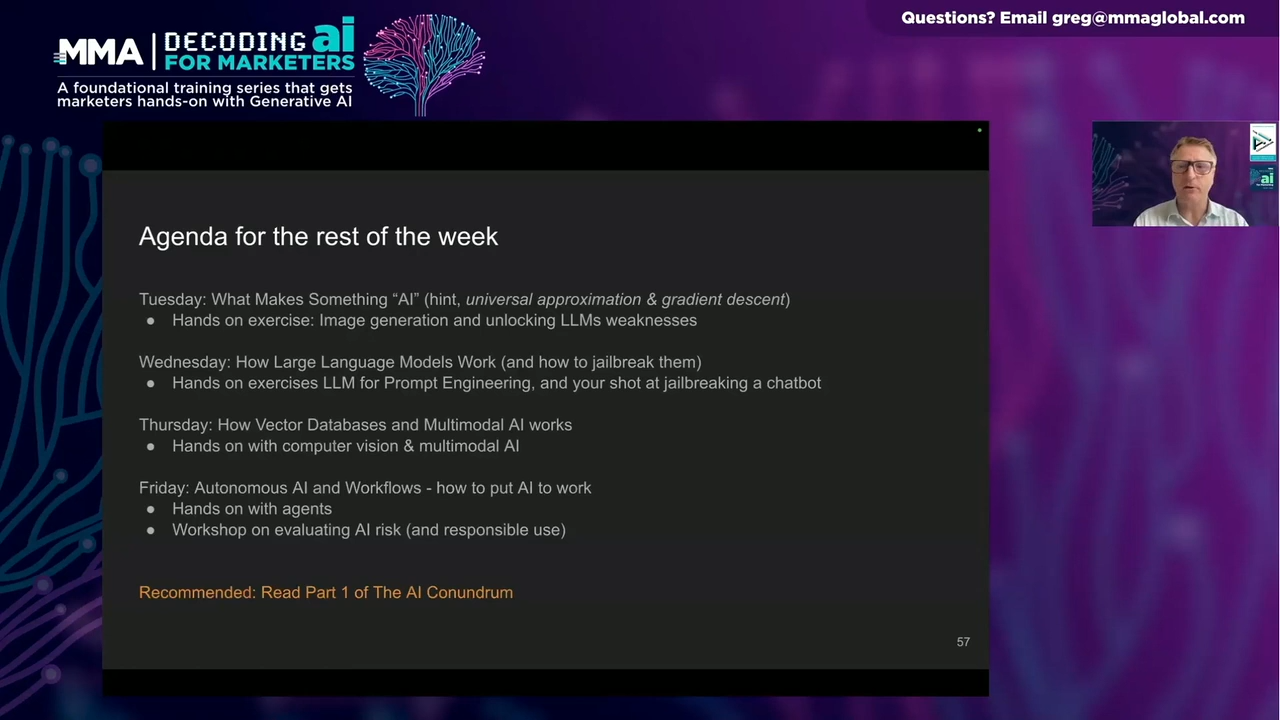 Questions? Email greg@mmaglobal.com
MMA DECODING ai
FOR MARKETERS
A foundational training series that gets
marketers hands-on with Generative AI
Agenda for the rest of the week
Tuesday: What Makes Something “AI” (hint, universal approximation & gradient descent)
● Hands on exercise: Image generation and unlocking LLMs weaknesses
Wednesday: How Large Language Models Work (and how to jailbreak them)
● Hands on exercises LLM for Prompt Engineering, and your shot at jailbreaking a chatbot
Thursday: How Vector Databases and Multimodal AI works
● Hands on with computer vision & multimodal AI
Friday: Autonomous AI and Workflows - how to put AI to work
● Hands on with agents
● Workshop on evaluating AI risk (and responsible use)
Recommended: Read Part 1 of The AI Conundrum
57
ai